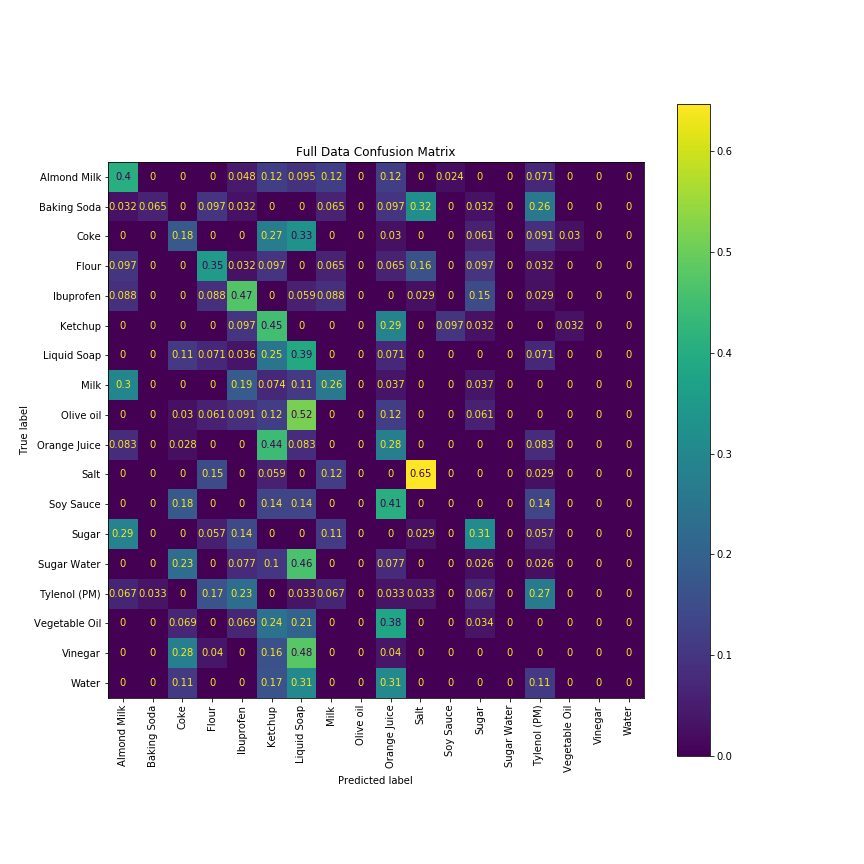 Full Data Confusion Matrix
Almond Milk 0.4 0 0 0 0.048 0.12 0.095 0.12 0 0.12 0 0.024 0 0 0.071 0 0 0
Baking Soda 0.032 0.065 0 0.097 0.032 0 0 0.065 0 0.097 0.32 0 0.032 0 0.26 0 0 0
Coke 0 0 0.18 0 0 0.27 0.33 0 0 0.03 0 0 0.061 0 0.091 0.03 0 0
Flour 0.097 0 0 0.35 0.032 0.097 0 0.065 0 0.065 0.16 0 0.097 0 0.032 0 0 0
Ibuprofen 0.088 0 0 0.088 0.47 0 0.059 0.088 0 0 0.029 0 0.15 0 0.029 0 0 0
Ketchup 0 0 0 0 0.097 0.45 0 0 0 0.29 0 0.097 0.032 0 0 0.032 0 0
Liquid Soap 0 0 0.11 0.071 0.036 0.25 0.39 0 0 0.071 0 0 0 0 0.071 0 0 0
Milk 0.3 0 0 0 0.19 0.074 0.11 0.26 0 0.037 0 0 0.037 0 0 0 0 0
Olive oil 0 0 0.03 0.061 0.091 0.12 0.52 0 0 0.12 0 0 0.061 0 0 0 0 0
Orange Juice 0.083 0 0.028 0 0 0.44 0.083 0 0 0.28 0 0 0 0 0.083 0 0 0
Salt 0 0 0 0.15 0 0.059 0 0.12 0 0 0.65 0 0 0 0.029 0 0 0
Soy Sauce 0 0 0.18 0 0 0.14 0.14 0 0 0.41 0 0 0 0 0.14 0 0 0
Sugar 0.29 0 0 0.057 0.14 0 0 0.11 0 0 0.029 0 0.31 0 0.057 0 0 0
Sugar Water 0 0 0.23 0 0.077 0.1 0.46 0 0 0.077 0 0 0.026 0 0.026 0 0 0
Tylenol (PM) 0.067 0.033 0 0.17 0.23 0 0.033 0.067 0 0.033 0.033 0 0.067 0 0.27 0 0 0
Vegetable Oil 0 0 0.069 0 0.069 0.24 0.21 0 0 0.38 0 0 0.034 0 0 0 0 0
Vinegar 0 0 0.28 0.04 0 0.16 0.48 0 0 0.04 0 0 0 0 0 0 0 0
Water 0 0 0.11 0 0 0.17 0.31 0 0 0.31 0 0 0 0 0.11 0 0 0
True label
Almond Milk
Baking Soda
Coke
Flour
Ibuprofen
Ketchup
Liquid Soap
Milk
Olive oil
Orange Juice
Salt
Soy Sauce
Sugar
Sugar Water
Tylenol (PM)
Vegetable Oil
Vinegar
Water
Predicted label
0.6
0.5
0.4
0.3
0.2
0.1
0.0